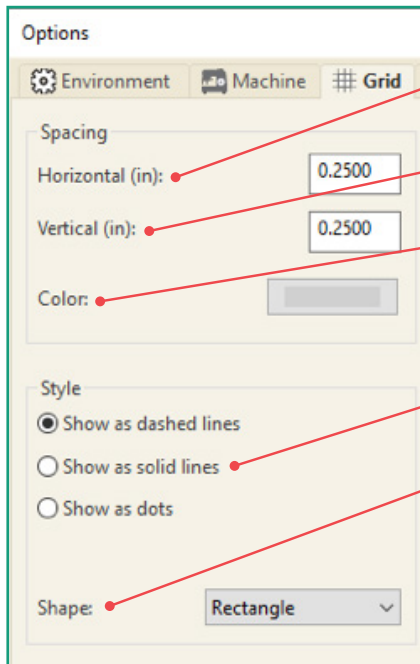 Options
Environment Machine Grid
Spacing
Horizontal (in): 0.2500
Vertical (in): 0.2500
Color:
Style
Show as dashed lines
Show as solid lines
Show as dots
Shape: Rectangle